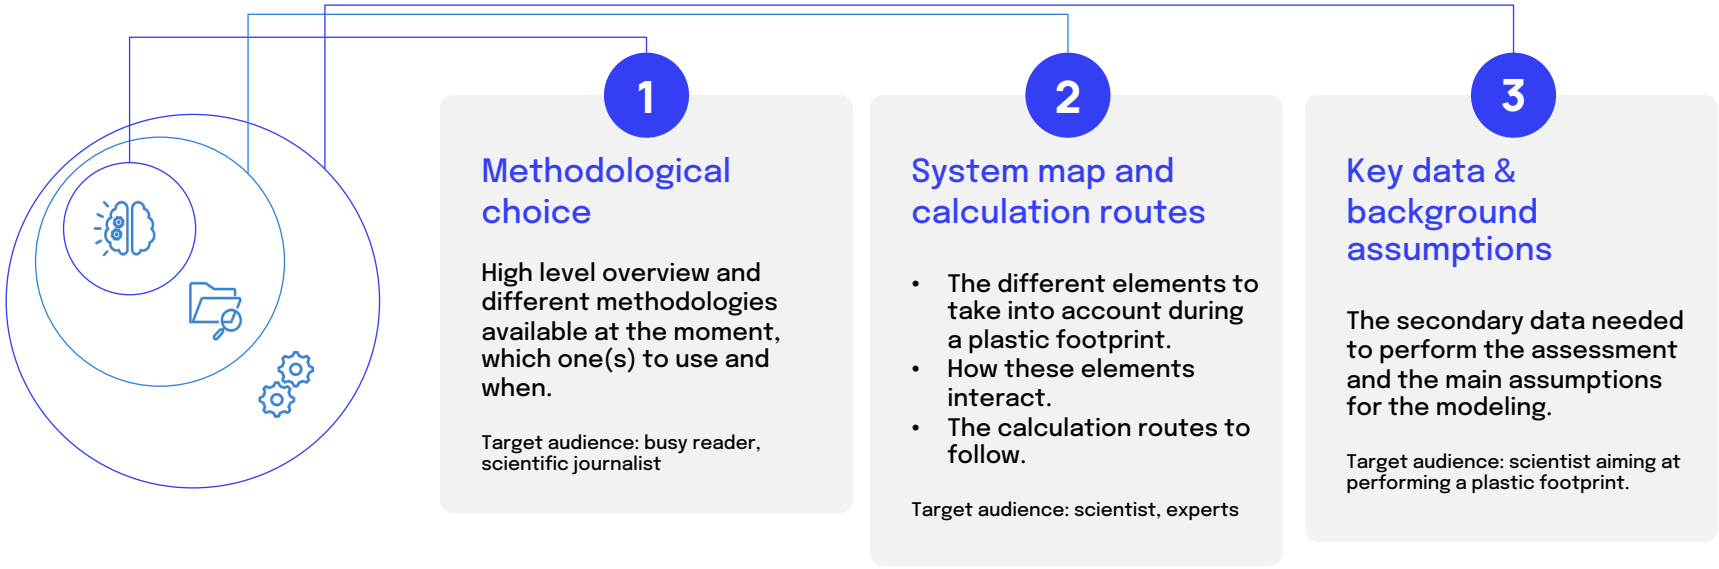 1
Methodological
choice
High level overview and
different methodologies
available at the moment,
which one(s) to use and
when.
Target audience: busy reader,
scientific journalist
2
System map and
calculation routes
• The different elements to
take into account during
a plastic footprint.
• How these elements
interact.
• The calculation routes to
follow.
Target audience: scientist, experts
3
Key data &
background
assumptions
The secondary data needed
to perform the assessment
and the main assumptions
for the modeling.
Target audience: scientist aiming at
performing a plastic footprint.